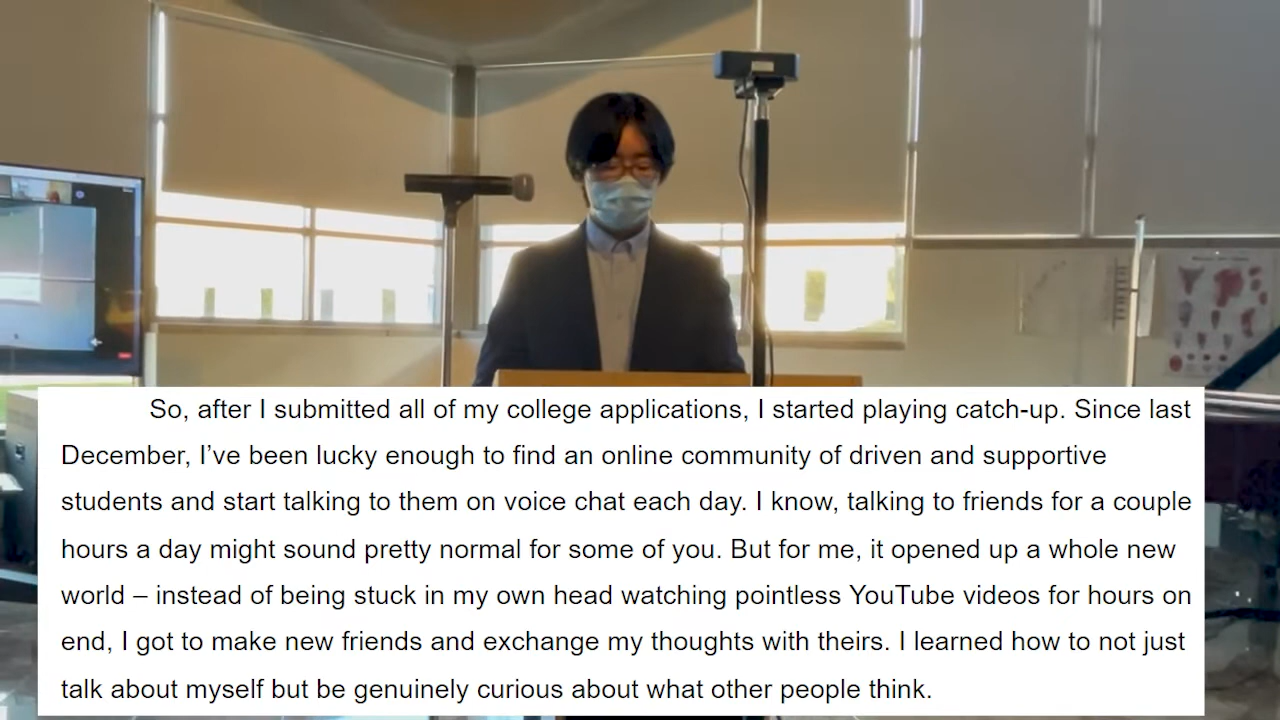 So, after I submitted all of my college applications, I started playing catch-up. Since last
December, I’ve been lucky enough to find an online community of driven and supportive
students and start talking to them on voice chat each day. I know, talking to friends for a couple
hours a day might sound pretty normal for some of you. But for me, it opened up a whole new
world – instead of being stuck in my own head watching pointless YouTube videos for hours on
end, I got to make new friends and exchange my thoughts with theirs. I learned how to not just
talk about myself but be genuinely curious about what other people think.